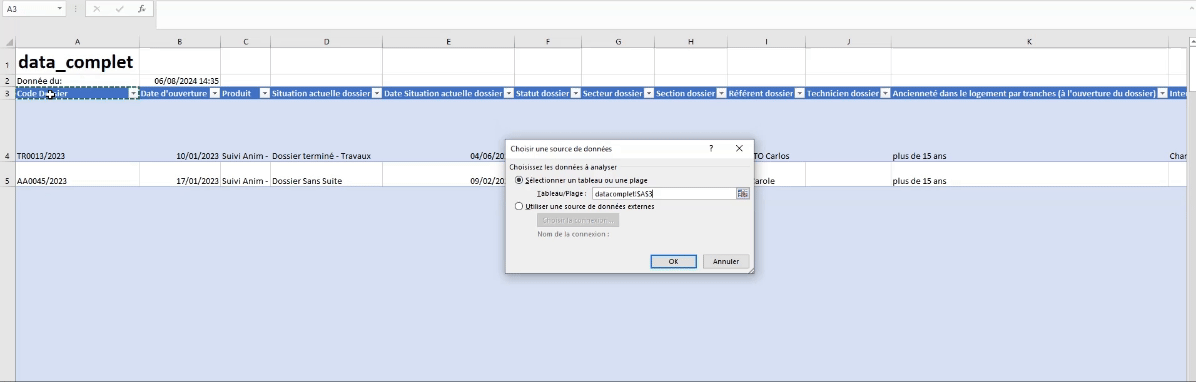 A3
fx
A B C D E F G H I J K
1 data_complet
2 Donnée du: 06/08/2024 14:35
3 Code Dossier Date d'ouverture Produit Situation actuelle dossier Date Situation actuelle dossier Statut dossier Secteur dossier Section dossier Référent dossier Technicien dossier Ancienneté dans le logement par tranches (à l'ouverture du dossier) Inter
4 TR0013/2023 10/01/2023 Suivi Anim - Dossier terminé - Travaux 04/06/20 TO Carlos plus de 15 ans Char
5 AA0045/2023 17/01/2023 Suivi Anim - Dossier Sans Suite 09/02/20 arole plus de 15 ans
Choisir une source de données ? ×
Choisissez les données à analyser
Sélectionner un tableau ou une plage
Tableau/Plage : datacomplet!$A$3
Utiliser une source de données externes
Choisir la connexion...
Nom de la connexion :
OK Annuler